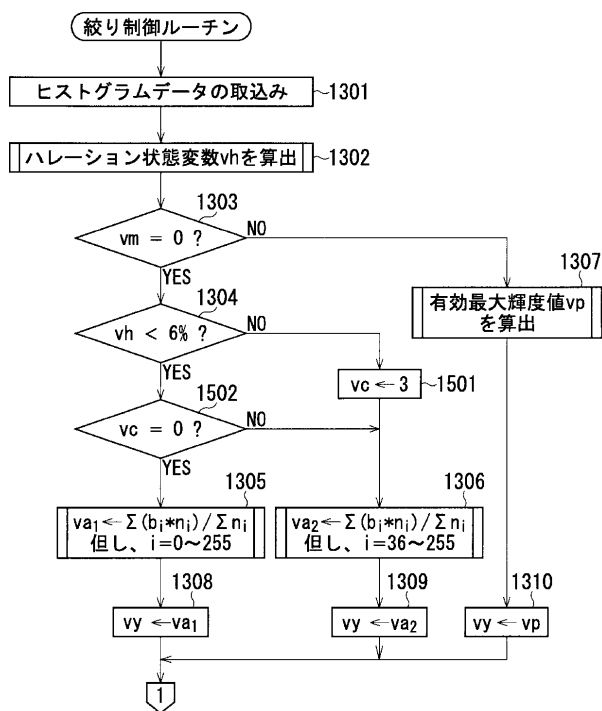 絞り制御ルーチン
ヒストグラムデータの取込み
1301
ハレーション状態変数vhを算出
1302
1303
vm = 0 ?
NO
YES
1307
有効最大輝度値vp
を算出
1304
vh < 6% ?
NO
YES
vc ← 3
1501
1502
vc = 0 ?
NO
YES
1305
va₁←Σ(bᵢ*nᵢ)/Σnᵢ
但し、i=0~255
1306
va₂←Σ(bᵢ*nᵢ)/Σnᵢ
但し、i=36~255
1308
vy ←va₁
1309
vy ←va₂
1310
vy ←vp
1